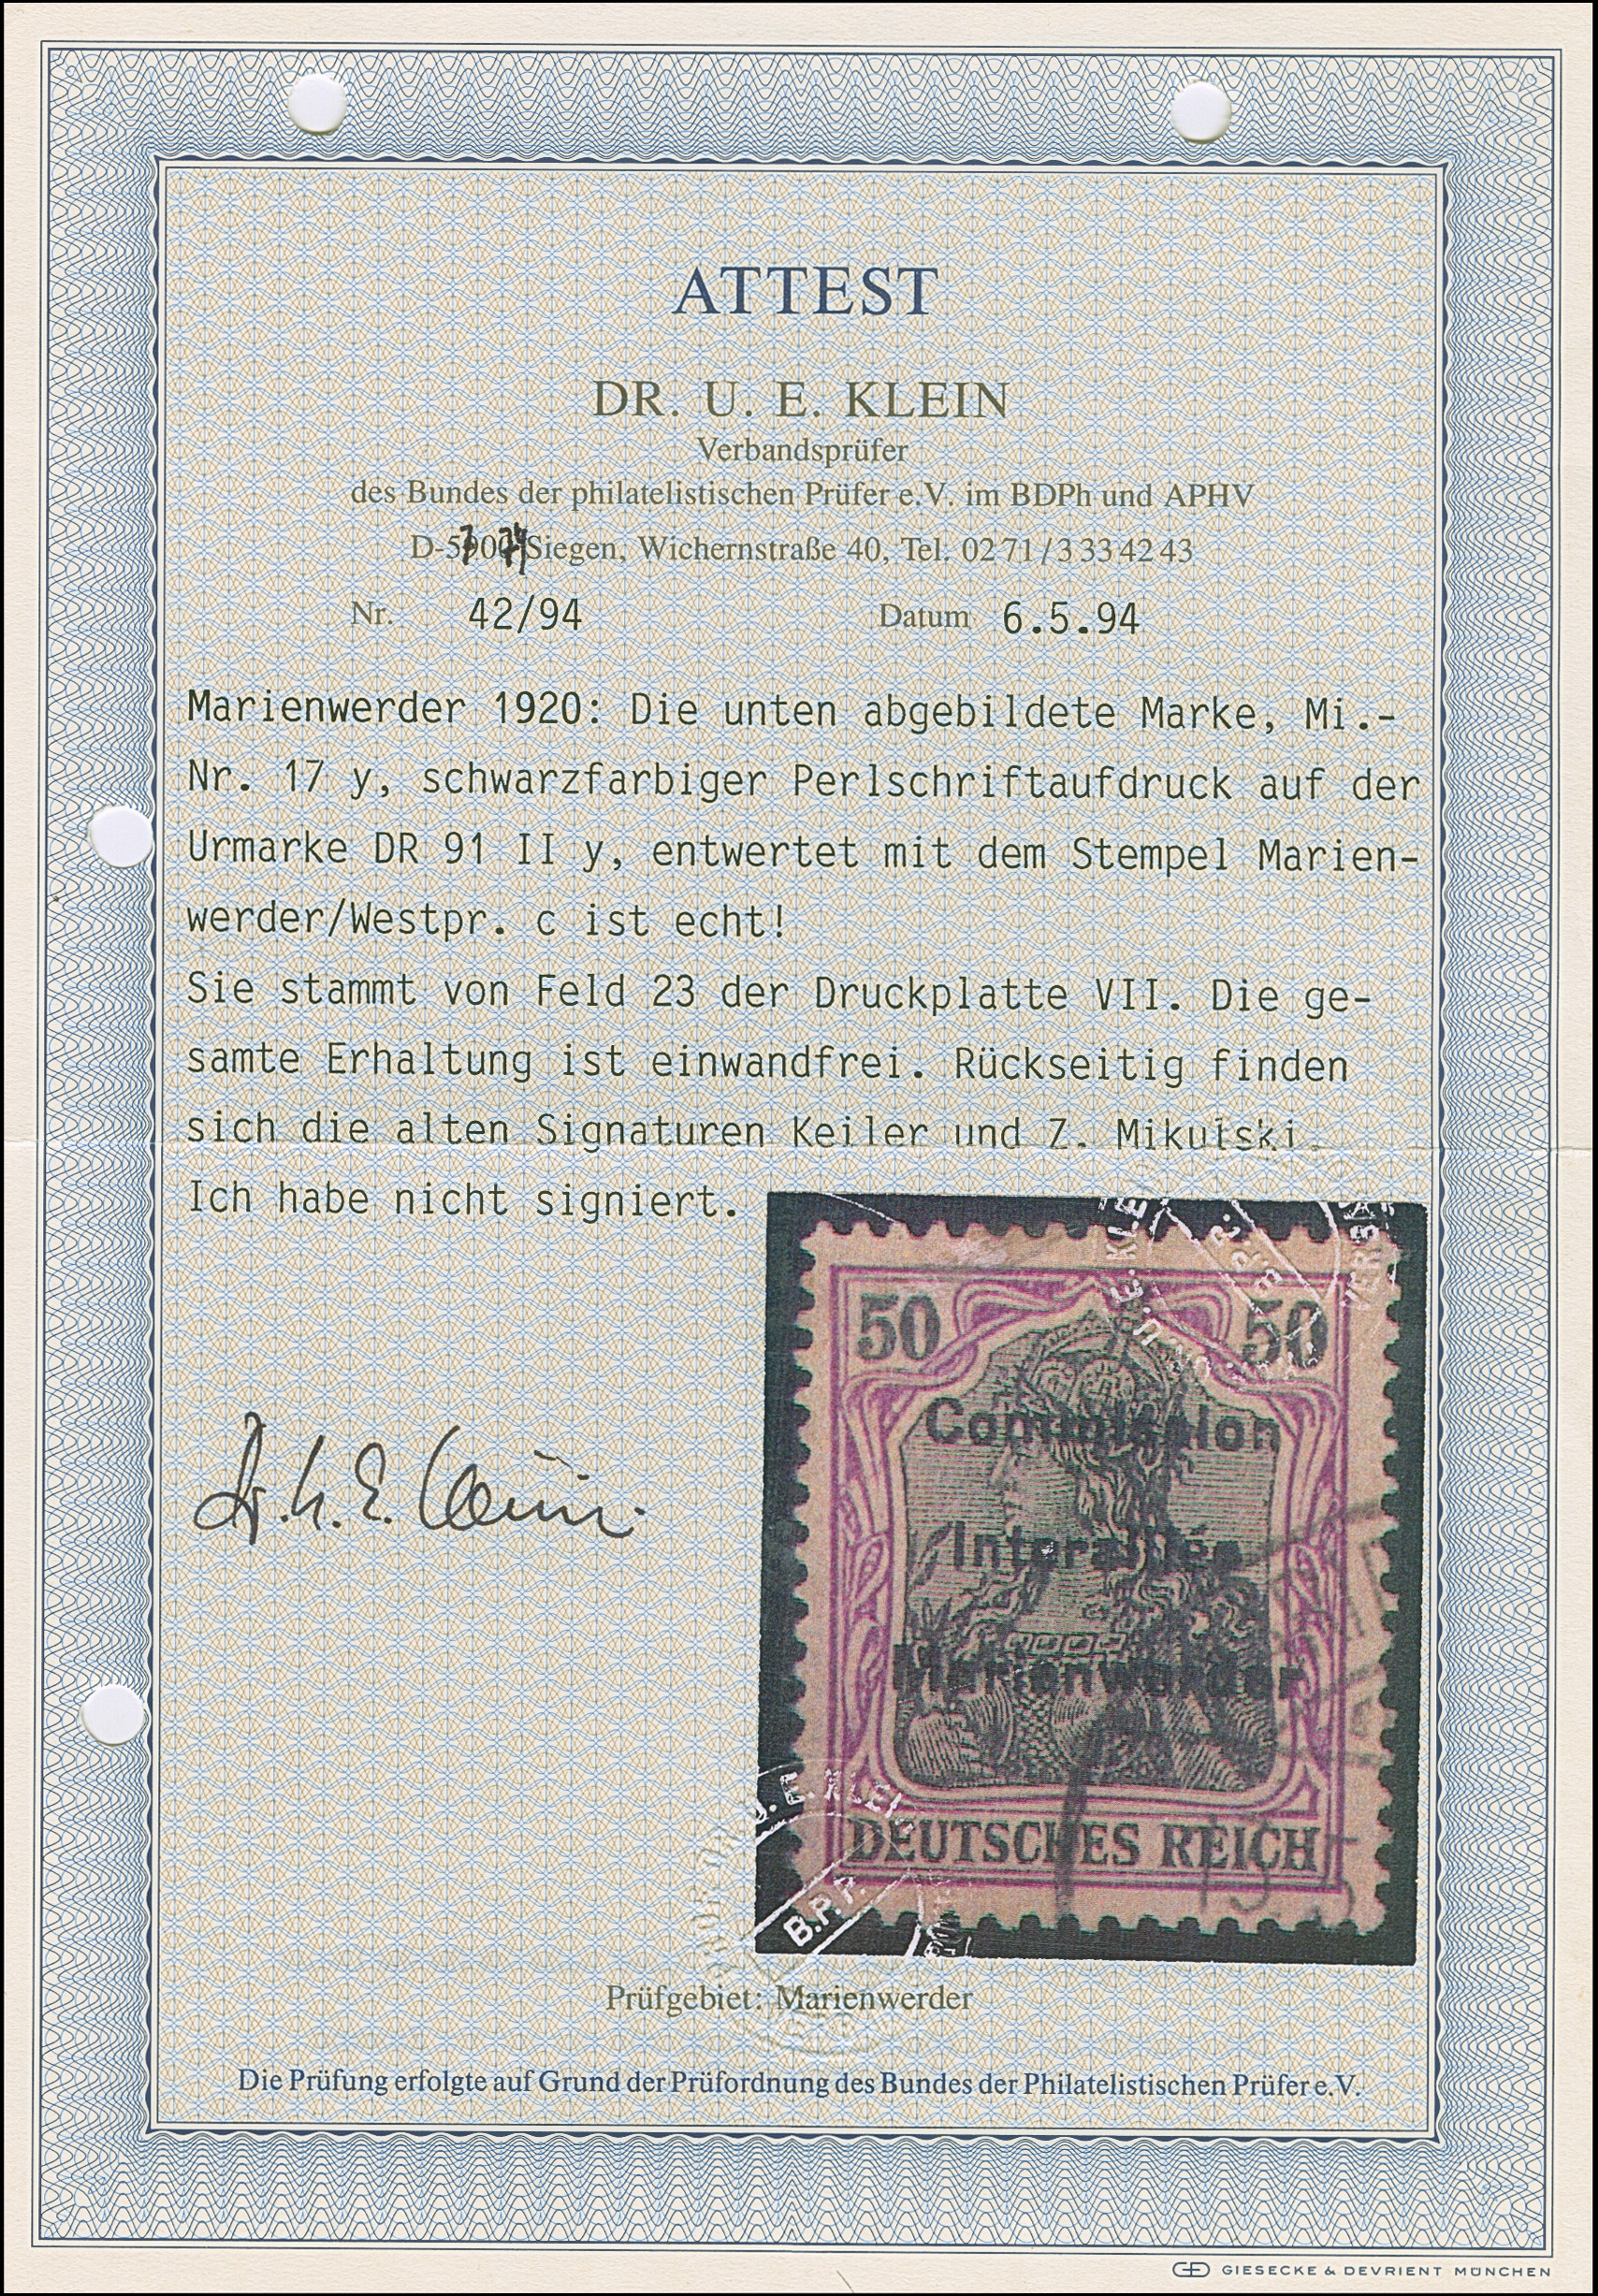 ATTEST
DR. U. E. KLEIN
Verbandsprüfer
des Bundes der philatelistischen Prüfer e.V. im BDPh und APHV
Siegen, Wichernstraße 40, Tel. 02 71 / 3 33 42 43
Nr. 42/94 Datum 6.5.94
Marienwerder 1920: Die unten abgebildete Marke, Mi.-
Nr. 17 y, schwarzfarbiger Perlschriftaufdruck auf der
Urmarke DR 91 II y, entwertet mit dem Stempel Marien-
werder/Westpr. c ist echt!
Sie stammt von Feld 23 der Druckplatte VII. Die ge-
samte Erhaltung ist einwandfrei. Rückseitig finden
sich die alten Signaturen Keiler und Z. Mikulski.
Ich habe nicht signiert.
50 50
Commission
Interalliée
Marienwerder
DEUTSCHES REICH
Dr. U. E. Klein
U. E. KLEI
B.P.P.
Prüfgebiet: Marienwerder
Die Prüfung erfolgte auf Grund der Prüfordnung des Bundes der Philatelistischen Prüfer e.V.
GIESECKE & DEVRIENT MÜNCHEN